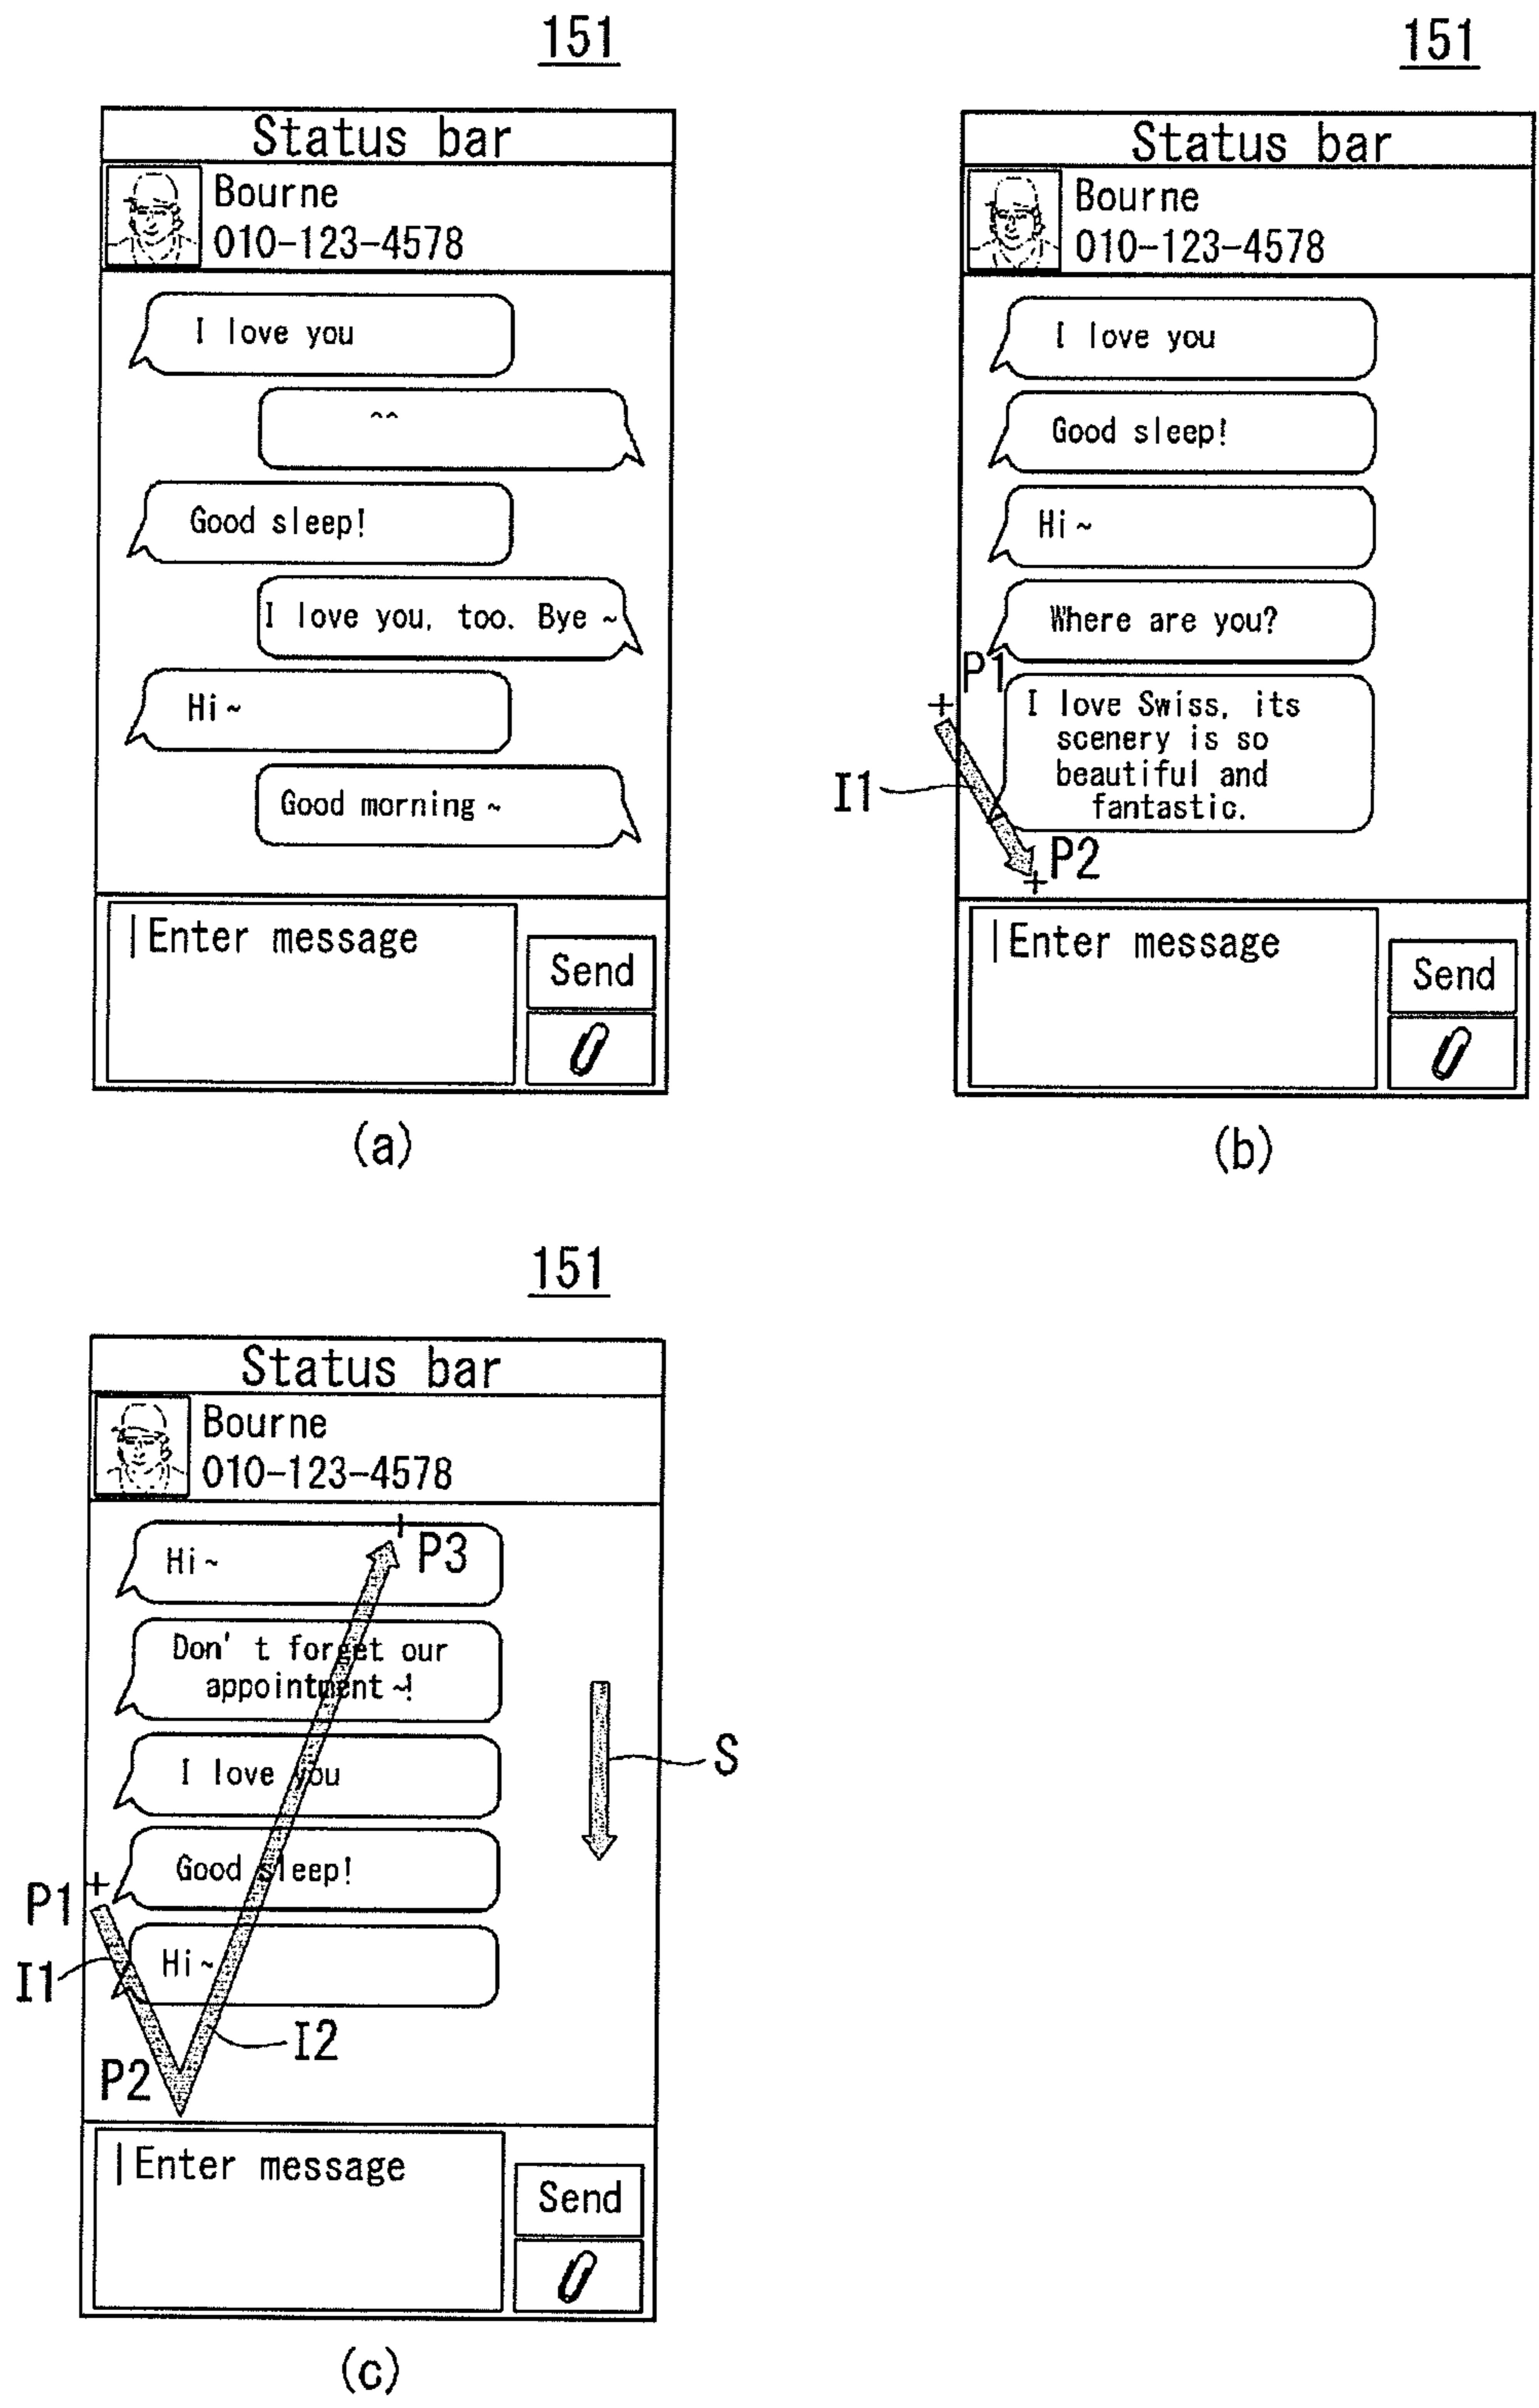 151
Status bar
Bourne
010-123-4578
I love you
^^
Good sleep!
I love you, too. Bye ~
Hi ~
Good morning ~
|Enter message
Send
(a)
151
Status bar
Bourne
010-123-4578
I love you
Good sleep!
Hi ~
Where are you?
P1
I love Swiss, its
scenery is so
beautiful and
fantastic.
I1
P2
|Enter message
Send
(b)
151
Status bar
Bourne
010-123-4578
Hi ~
P3
Don' t forget our
appointment ~!
I love you
S
Good sleep!
P1
Hi ~
I1
I2
P2
|Enter message
Send
(c)